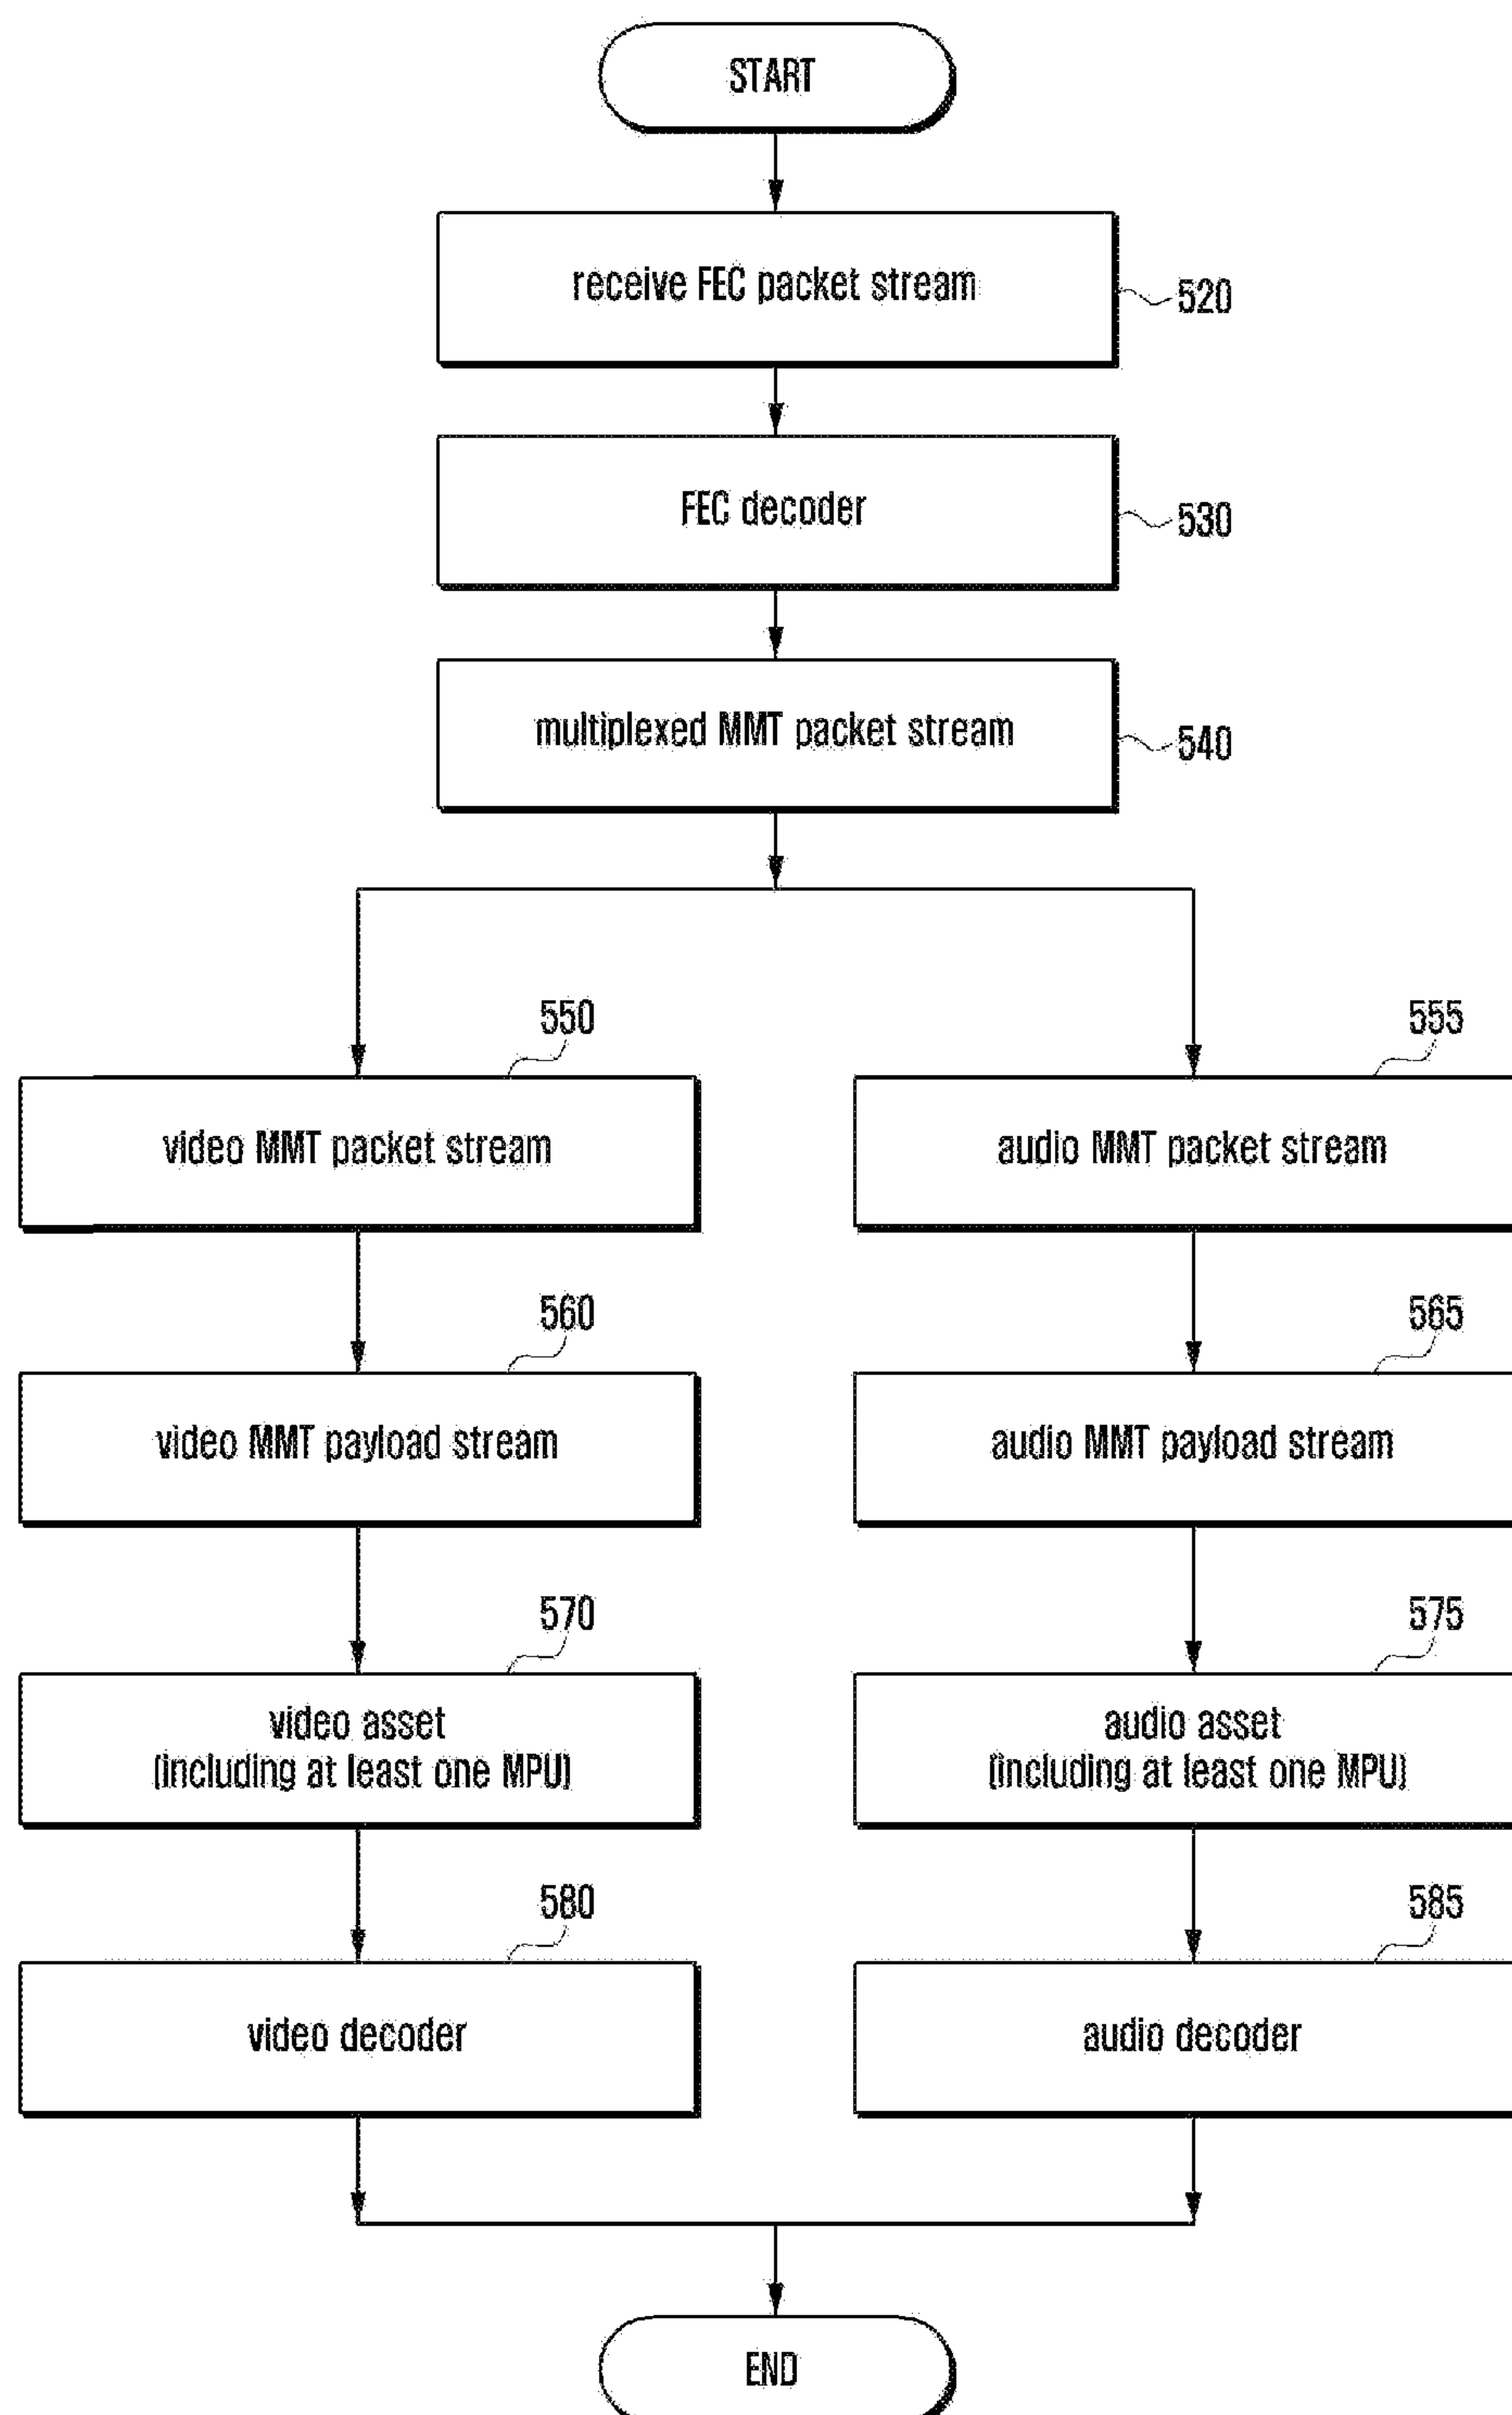 START
receive FEC packet stream
520
FEC decoder
530
multiplexed MMT packet stream
540
550
555
video MMT packet stream
audio MMT packet stream
560
565
video MMT payload stream
audio MMT payload stream
570
575
video asset
(including at least one MPU)
audio asset
(including at least one MPU)
580
585
video decoder
audio decoder
END